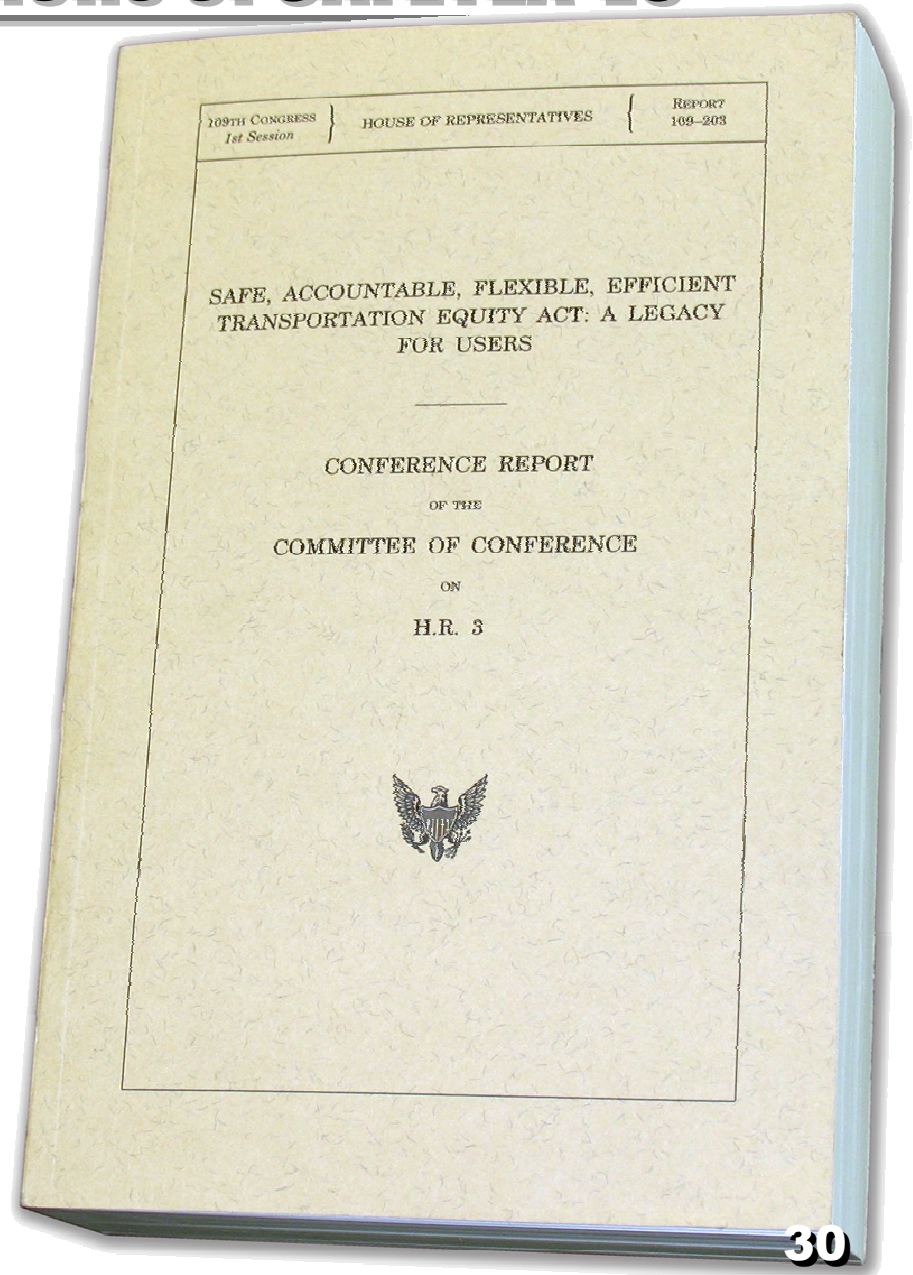 109TH CONGRESS
1st Session
HOUSE OF REPRESENTATIVES
REPORT
109–203
SAFE, ACCOUNTABLE, FLEXIBLE, EFFICIENT
TRANSPORTATION EQUITY ACT: A LEGACY
FOR USERS
CONFERENCE REPORT
OF THE
COMMITTEE OF CONFERENCE
ON
H.R. 3
30